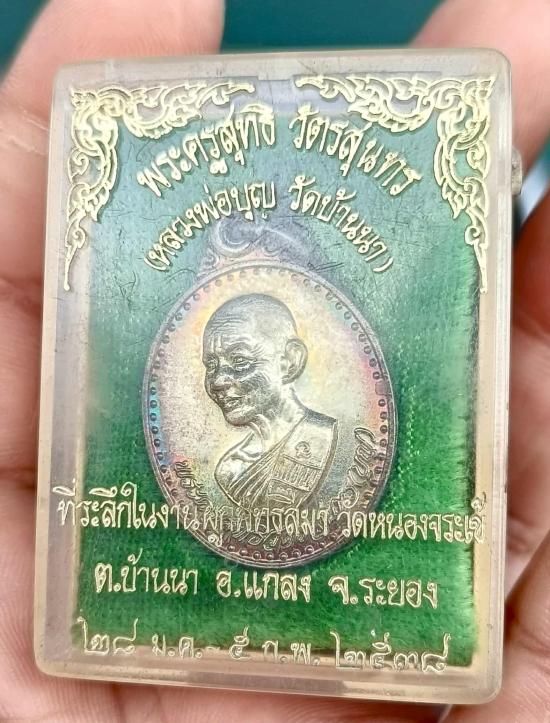 พระครูสุทธิ วัตรสุนทร
(หลวงพ่อบุญ วัดบ้านนา)
ที่ระลึกในงานผูกพัทธสีมา วัดหนองจระเข้
ต.บ้านนา อ.แกลง จ.ระยอง
๒๘ ม.ค. - ๕ ก.พ. ๒๕๓๘